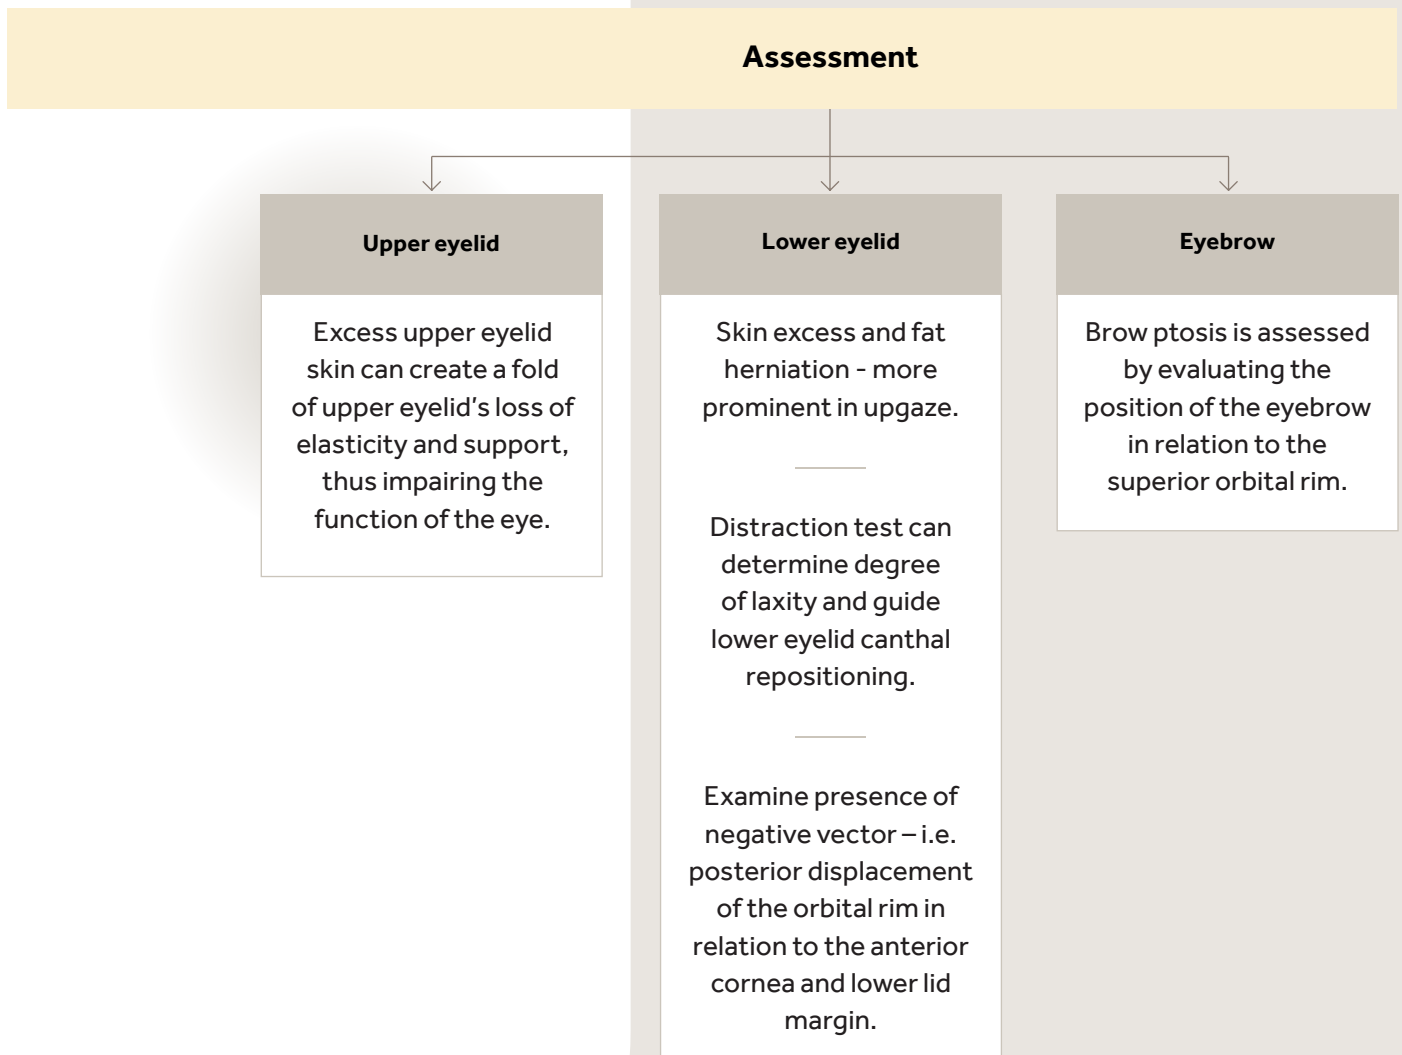 Assessment
Upper eyelid
Excess upper eyelid
skin can create a fold
of upper eyelid's loss of
elasticity and support,
thus impairing the
function of the eye.
Lower eyelid
Skin excess and fat
herniation - more
prominent in upgaze.
Distraction test can
determine degree
of laxity and guide
lower eyelid canthal
repositioning.
Examine presence of
negative vector – i.e.
posterior displacement
of the orbital rim in
relation to the anterior
cornea and lower lid
margin.
Eyebrow
Brow ptosis is assessed
by evaluating the
position of the eyebrow
in relation to the
superior orbital rim.